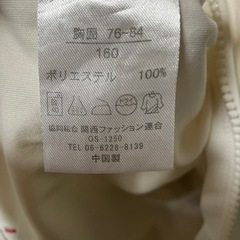 胸囲 76-84
160
ポリエステル 100%
協同組合 関西ファッション連合
OS-1250
TEL 06-6228-8139
中国製